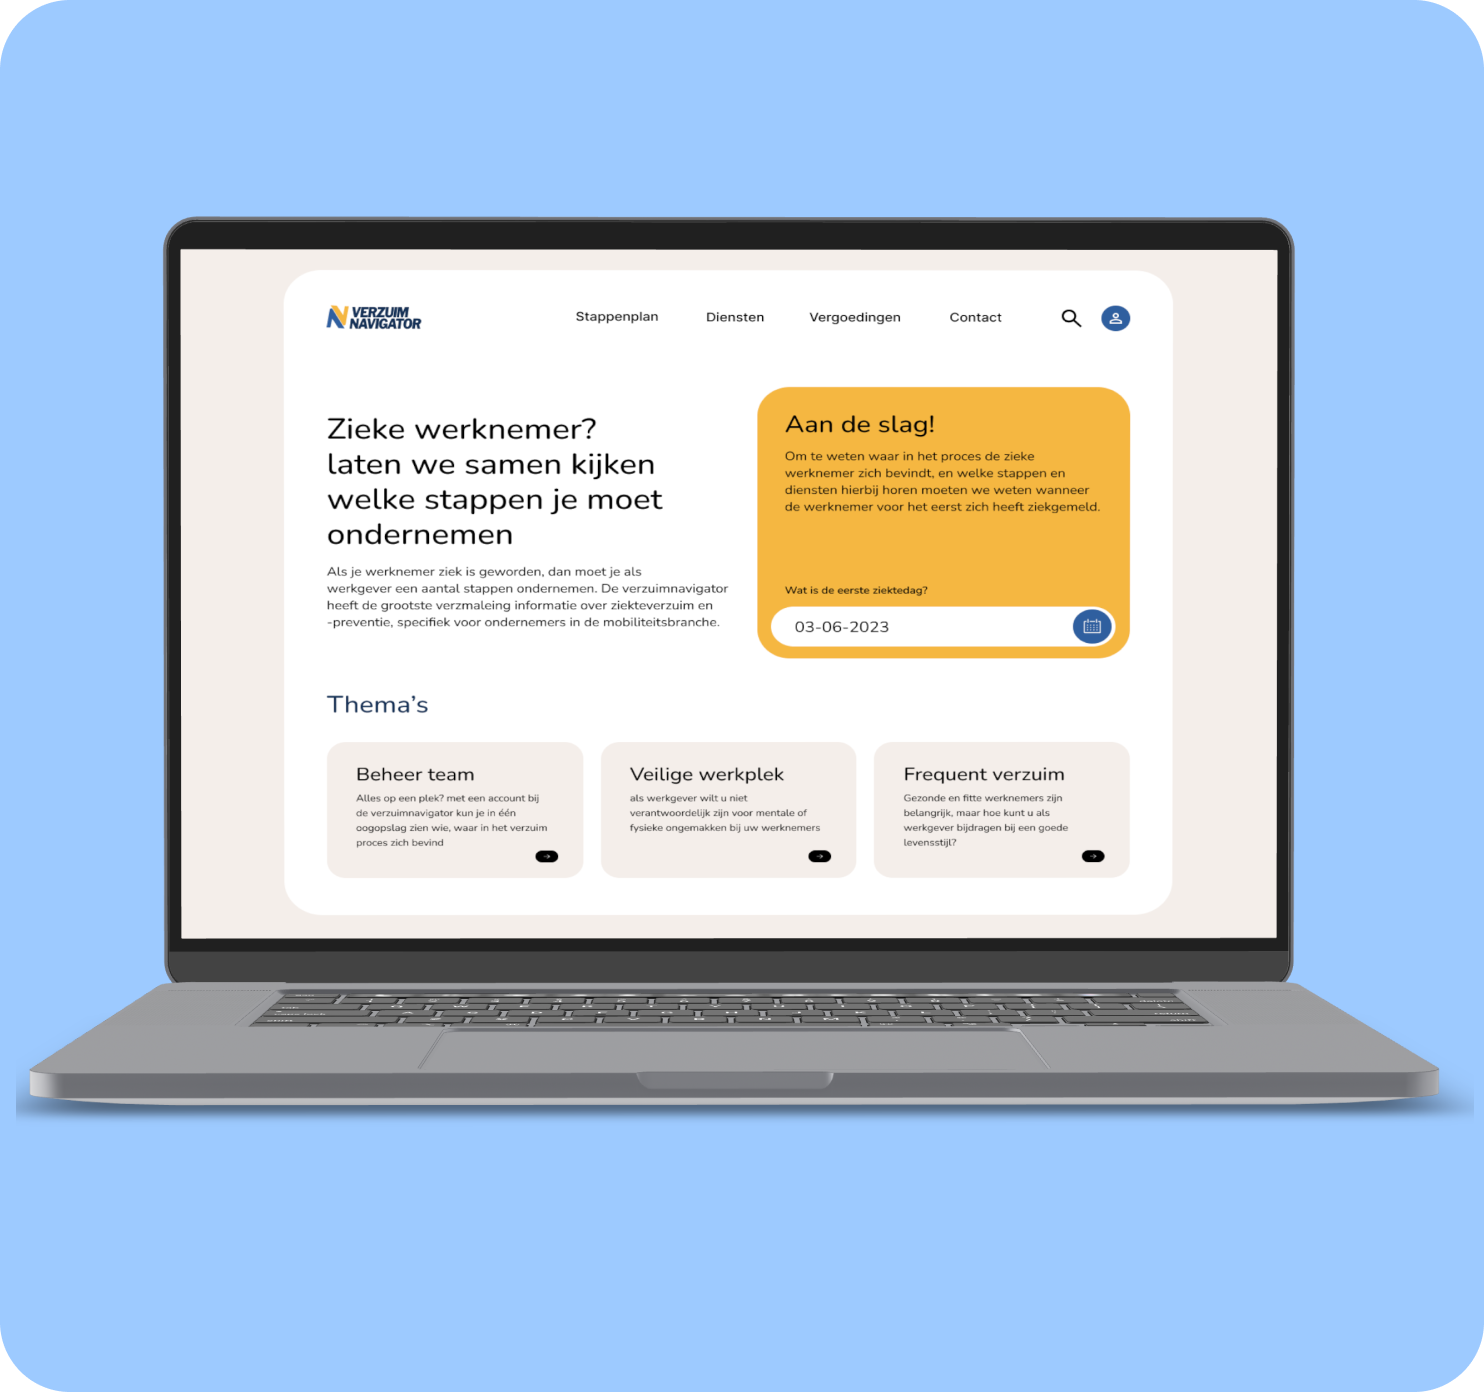 VERZUIM
NAVIGATOR
Stappenplan
Diensten
Vergoedingen
Contact
Zieke werknemer?
laten we samen kijken
welke stappen je moet
ondernemen
Als je werknemer ziek is geworden, dan moet je als
werkgever een aantal stappen ondernemen. De verzuimnavigator
heeft de grootste verzmaleing informatie over ziekteverzuim en
-preventie, specifiek voor ondernemers in de mobiliteitsbranche.
Aan de slag!
Om te weten waar in het proces de zieke
werknemer zich bevindt, en welke stappen en
diensten hierbij horen moeten we weten wanneer
de werknemer voor het eerst zich heeft ziekgemeld.
Wat is de eerste ziektedag?
03-06-2023
Thema's
Beheer team
Alles op een plek? met een account bij
de verzuimnavigator kun je in één
oogopslag zien wie, waar in het verzuim
proces zich bevind
Veilige werkplek
als werkgever wilt u niet
verantwoordelijk zijn voor mentale of
fysieke ongemakken bij uw werknemers
Frequent verzuim
Gezonde en fitte werknemers zijn
belangrijk, maar hoe kunt u als
werkgever bijdragen bij een goede
levensstijl?